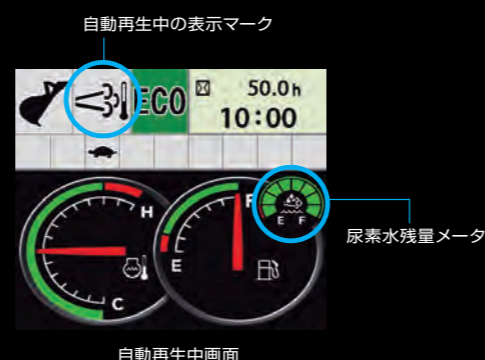 自動再生中の表示マーク
ECO
50.0h
10:00
H
C
F
E
E F
尿素水残量メータ
自動再生中画面